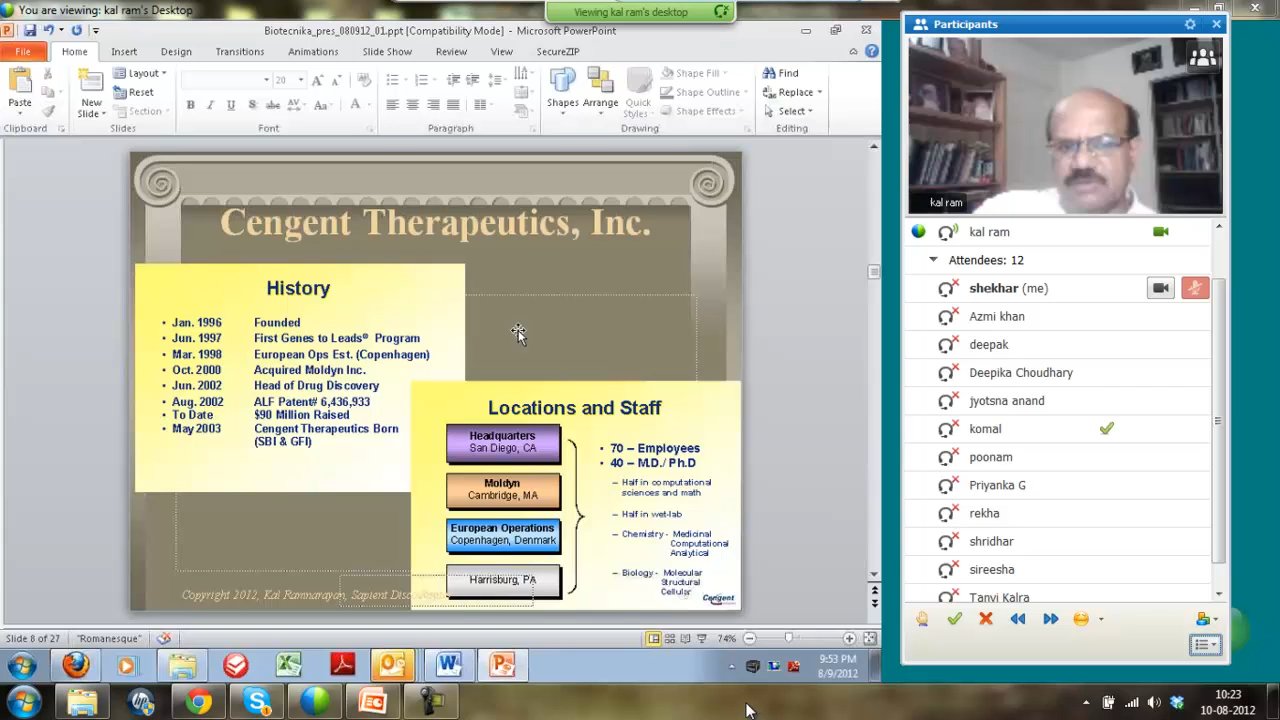 You are viewing: kal ram's Desktop
Viewing kal ram's desktop
Biotecnika_pres_080912_01.ppt [Compatibility Mode] - Microsoft PowerPoint
File Home Insert Design Transitions Animations Slide Show Review View SecureZIP
Paste
New Slide
Layout
Reset
Section
20
Shapes
Arrange
Quick Styles
Shape Fill
Shape Outline
Shape Effects
Find
Replace
Select
Clipboard Slides Font Paragraph Drawing Editing
Cengent Therapeutics, Inc.
History
• Jan. 1996 Founded
• Jun. 1997 First Genes to Leads® Program
• Mar. 1998 European Ops Est. (Copenhagen)
• Oct. 2000 Acquired Moldyn Inc.
• Jun. 2002 Head of Drug Discovery
• Aug. 2002 ALF Patent# 6,436,933
• To Date $90 Million Raised
• May 2003 Cengent Therapeutics Born
(SBI & GFI)
Locations and Staff
Headquarters
San Diego, CA
Moldyn
Cambridge, MA
European Operations
Copenhagen, Denmark
Harrisburg, PA
• 70 – Employees
• 40 – M.D./ Ph.D
– Half in computational
sciences and math
– Half in wet-lab
– Chemistry - Medicinal
Computational
Analytical
– Biology - Molecular
Structural
Cellular
Cengent
Copyright 2012, Kal Ramnarayan, Sapient
Slide 8 of 27 "Romanesque" 74%
9:53 PM
8/9/2012
Participants
kal ram
kal ram
Attendees: 12
shekhar (me)
Azmi khan
deepak
Deepika Choudhary
jyotsna anand
komal
poonam
Priyanka G
rekha
shridhar
sireesha
Tanvi Kalra
10:23
10-08-2012